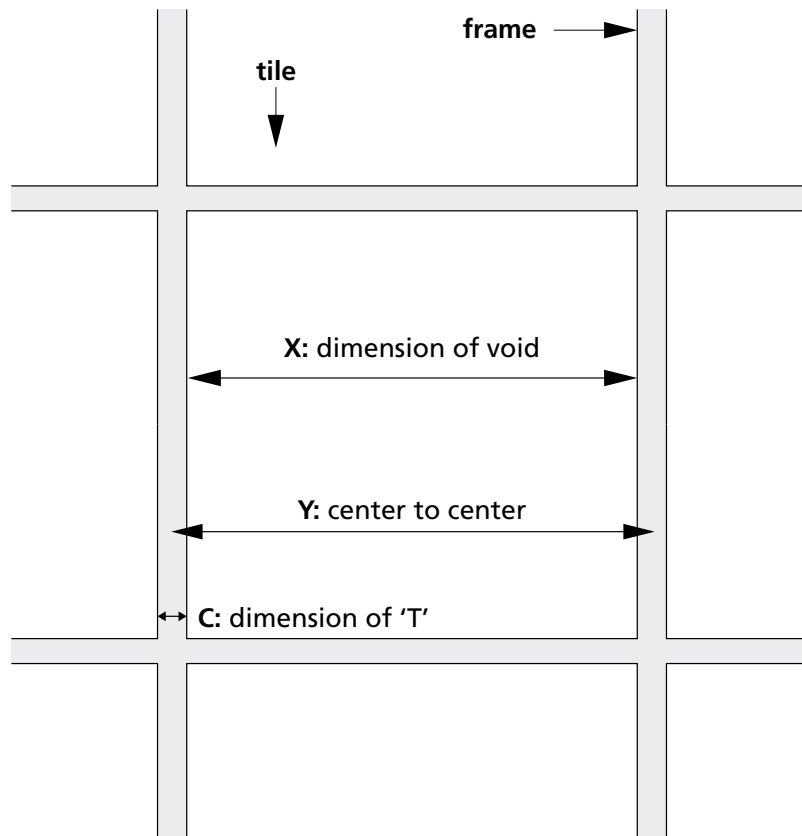 frame
tile
X: dimension of void
Y: center to center
C: dimension of ‘T’